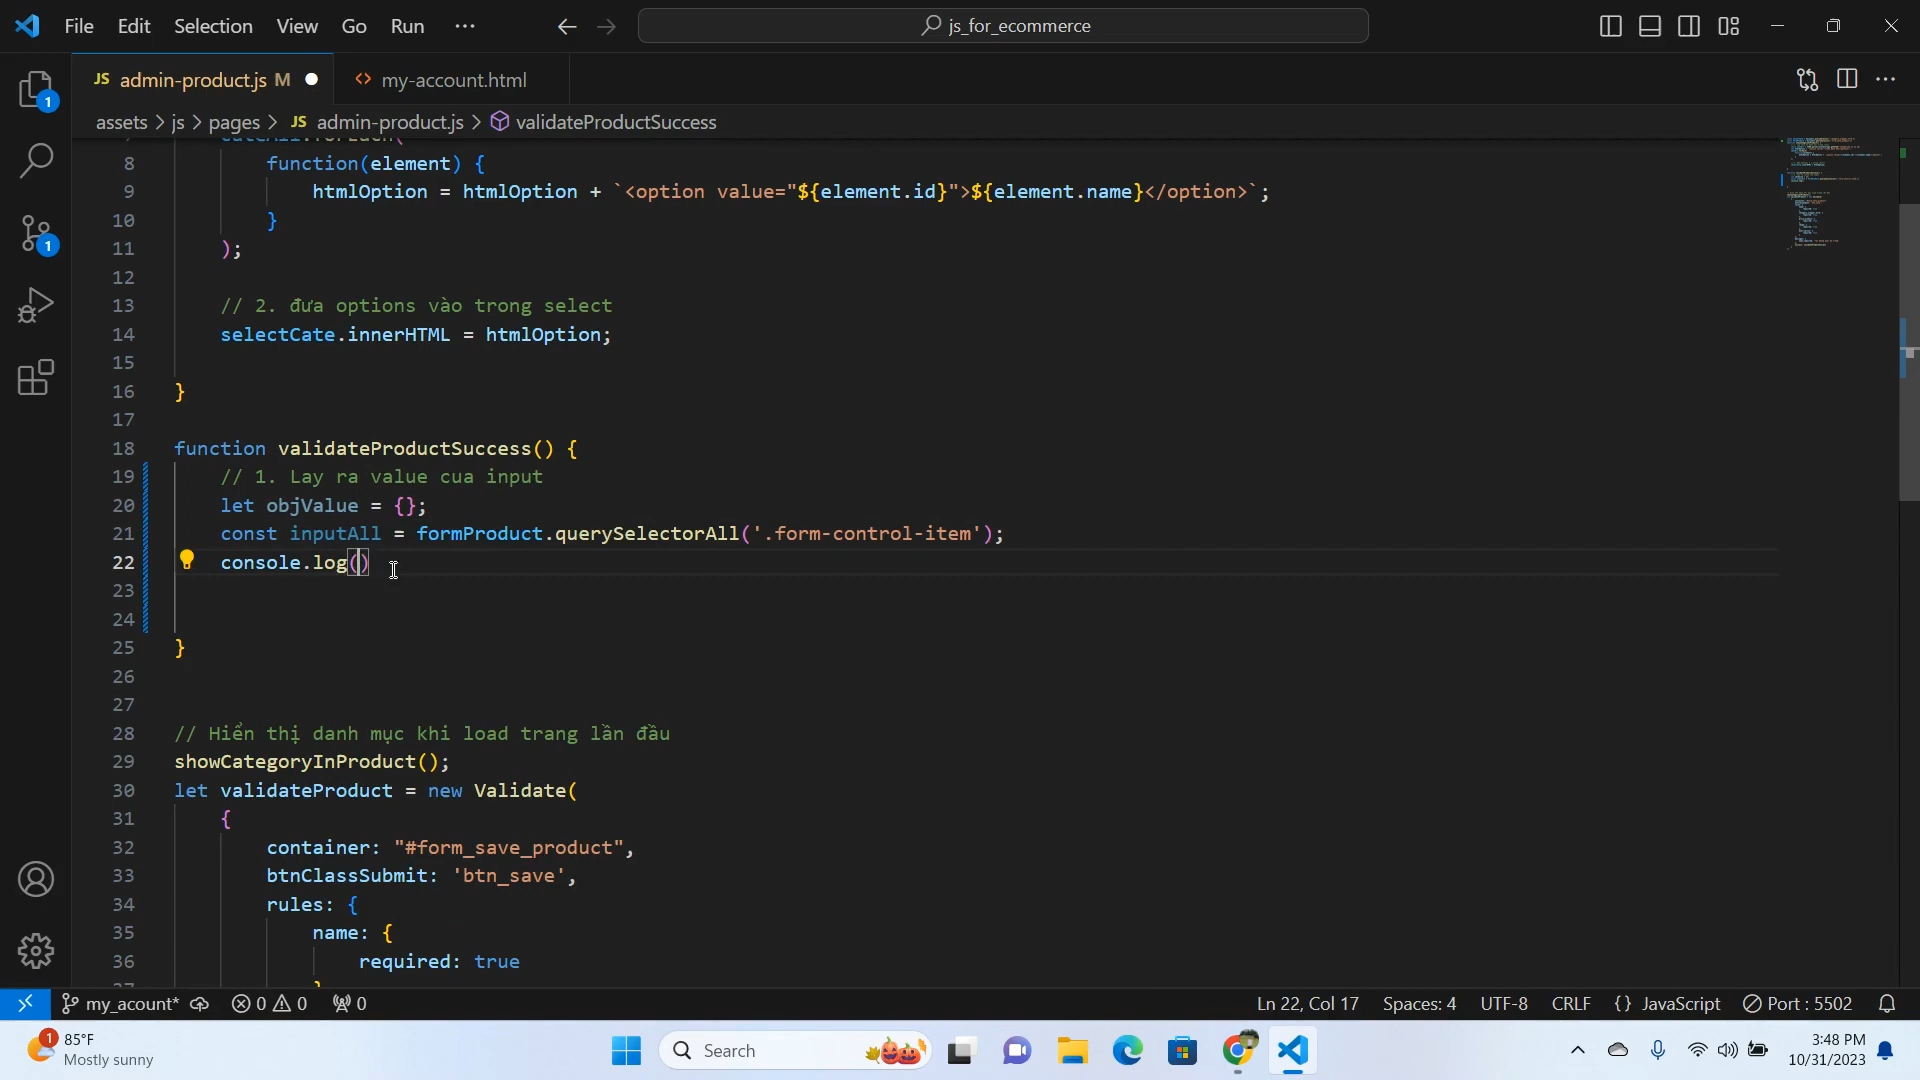 File Edit Selection View Go Run ··· js_for_ecommerce
JS admin-product.js M my-account.html
assets > js > pages > JS admin-product.js > validateProductSuccess
8 function(element) {
9 htmlOption = htmlOption + `<option value="${element.id}">${element.name}</option>`;
10 }
11 );
12
13 // 2. đưa options vào trong select
14 selectCate.innerHTML = htmlOption;
15
16 }
17
18 function validateProductSuccess() {
19 // 1. Lay ra value cua input
20 let objValue = {};
21 const inputAll = formProduct.querySelectorAll('.form-control-item');
22 console.log()
23
24
25 }
26
27
28 // Hiển thị danh mục khi load trang lần đầu
29 showCategoryInProduct();
30 let validateProduct = new Validate(
31 {
32 container: "#form_save_product",
33 btnClassSubmit: 'btn_save',
34 rules: {
35 name: {
36 required: true
1
1
my_acount* 0 0 0 Ln 22, Col 17 Spaces: 4 UTF-8 CRLF {} JavaScript Port : 5502
1 85°F
Mostly sunny
Search
3:48 PM
10/31/2023